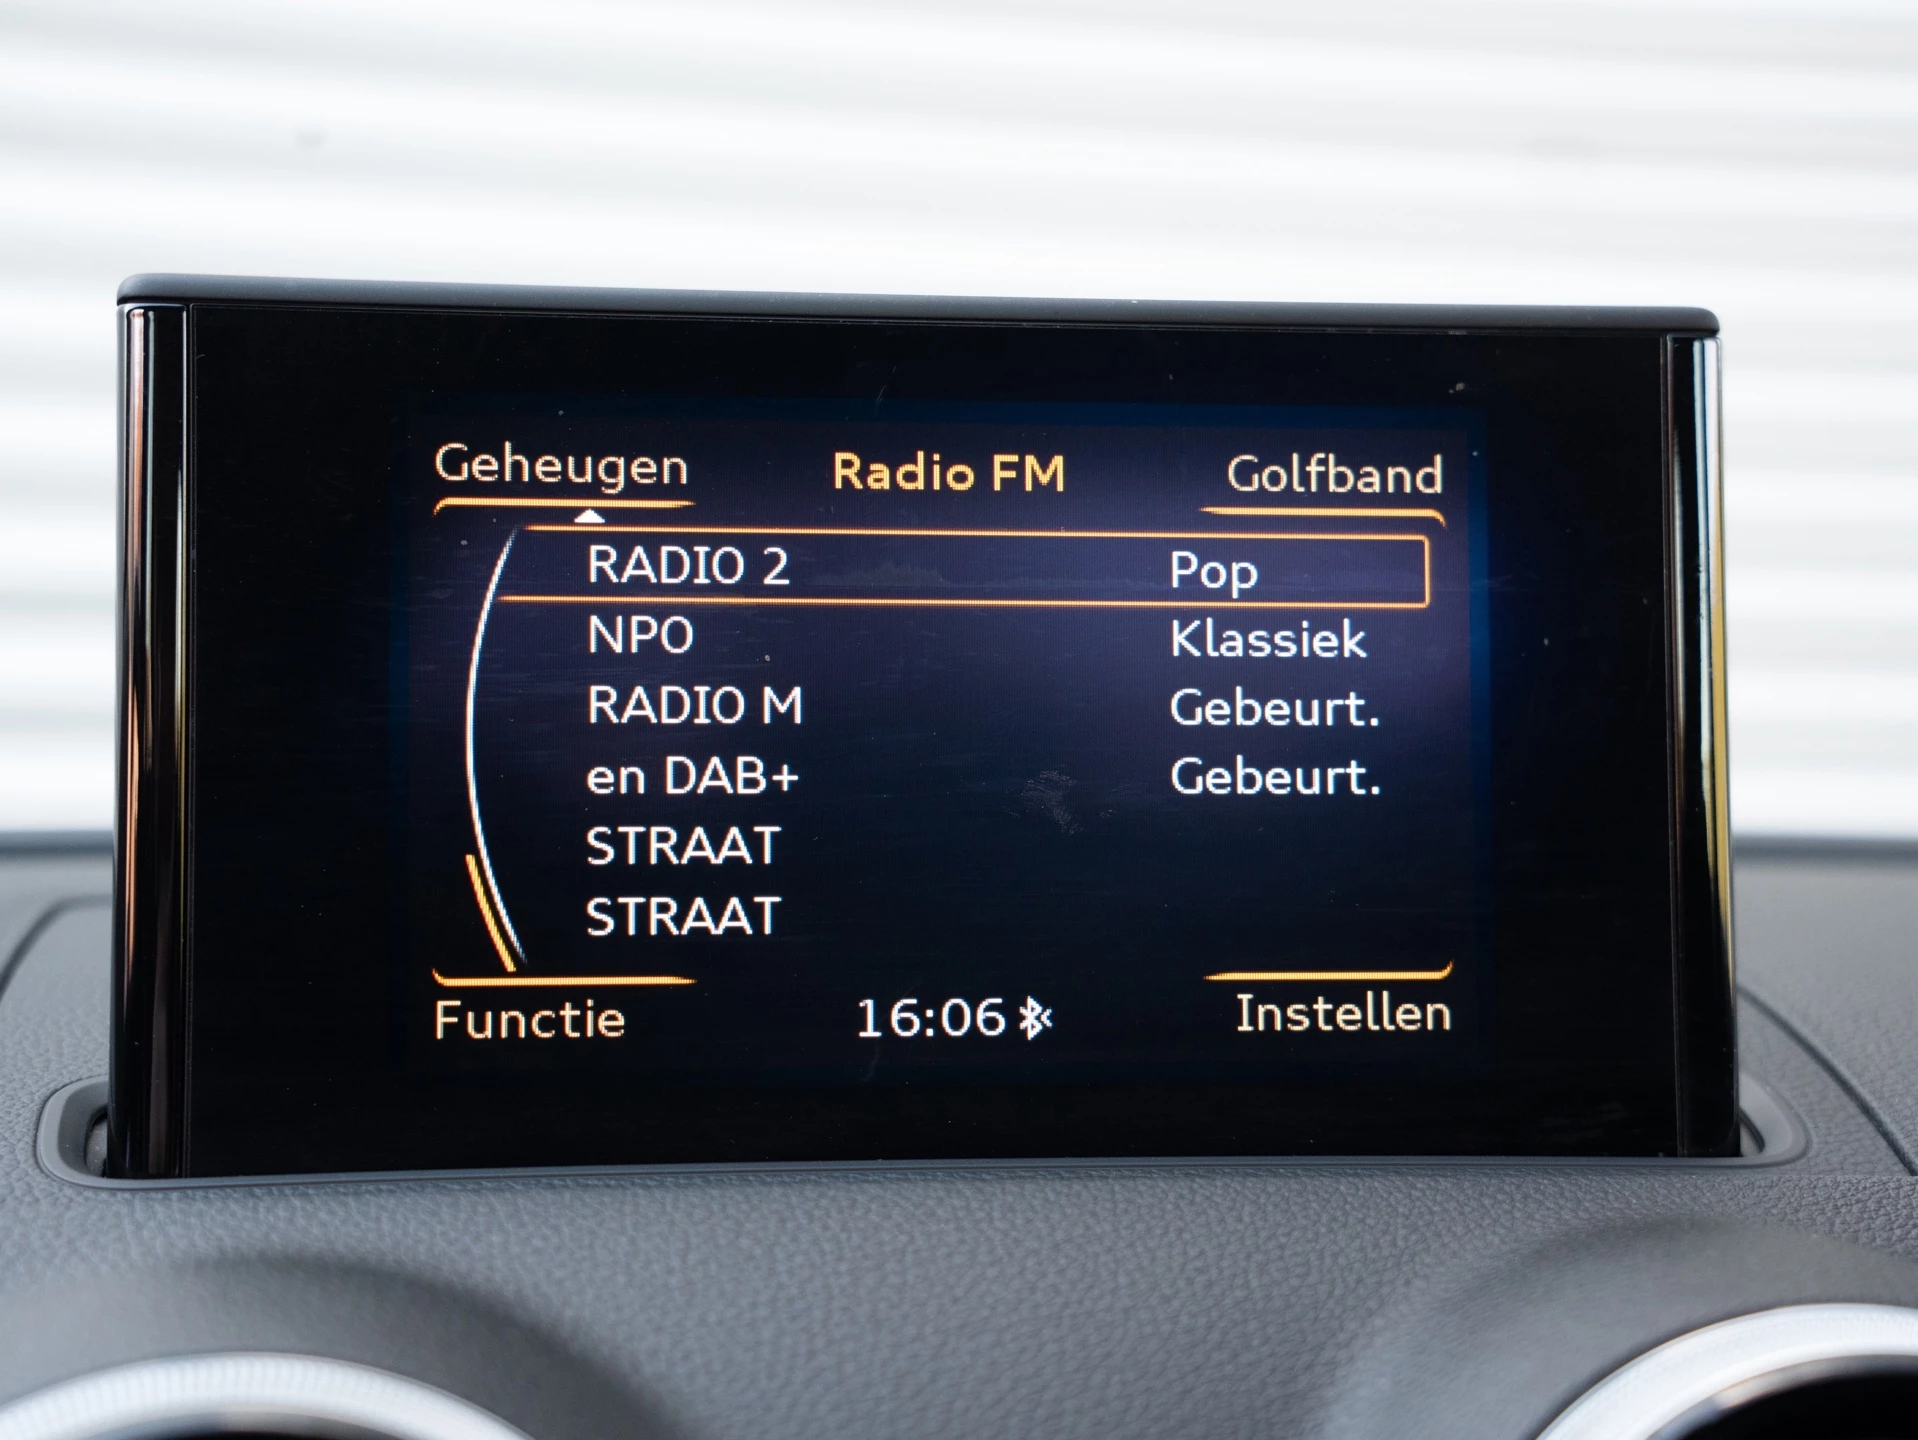 Geheugen Radio FM Golfband
RADIO 2 Pop
NPO Klassiek
RADIO M Gebeurt.
en DAB+ Gebeurt.
STRAAT
STRAAT
Functie 16:06 Instellen